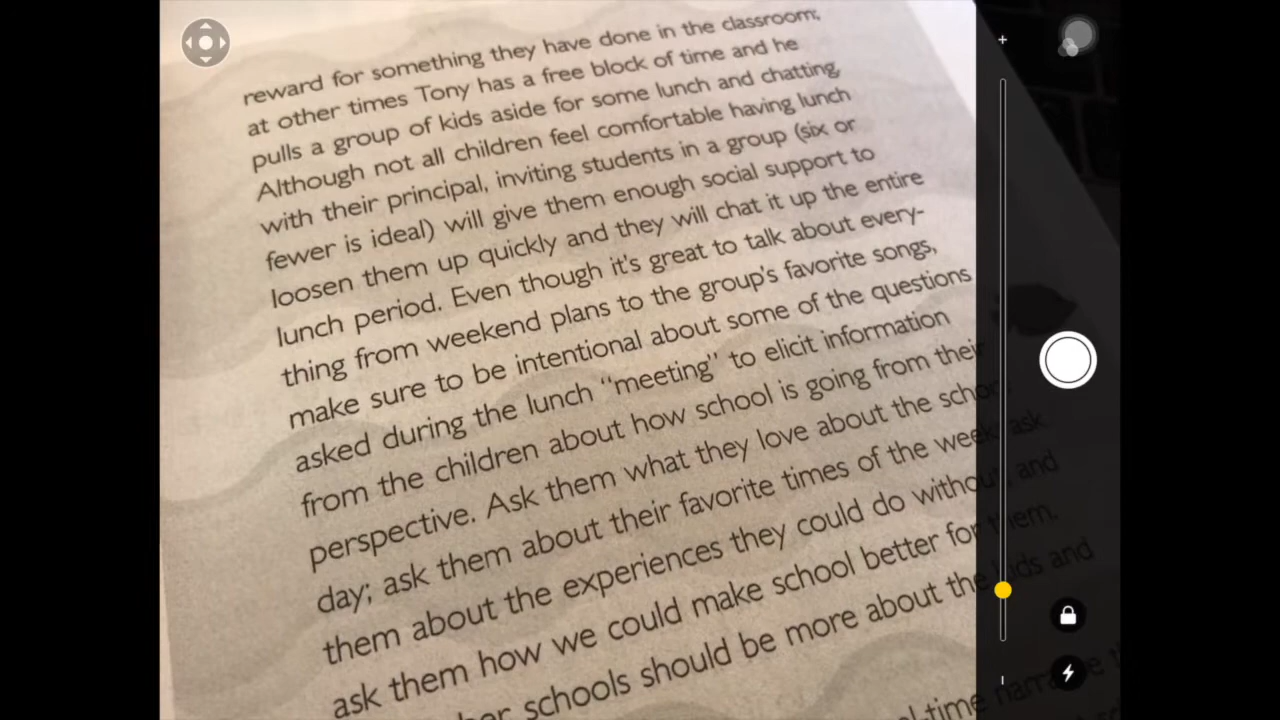 reward for something they have done in the classroom;
at other times Tony has a free block of time and he
pulls a group of kids aside for some lunch and chatting.
Although not all children feel comfortable having lunch
with their principal, inviting students in a group (six or
fewer is ideal) will give them enough social support to
loosen them up quickly and they will chat it up the entire
lunch period. Even though it's great to talk about every-
thing from weekend plans to the group's favorite songs,
make sure to be intentional about some of the questions
asked during the lunch "meeting" to elicit information
from the children about how school is going from their
perspective. Ask them what they love about the school
day; ask them about their favorite times of the week; ask
them about the experiences they could do without; and
ask them how we could make school better for them.
schools should be more about the kids and